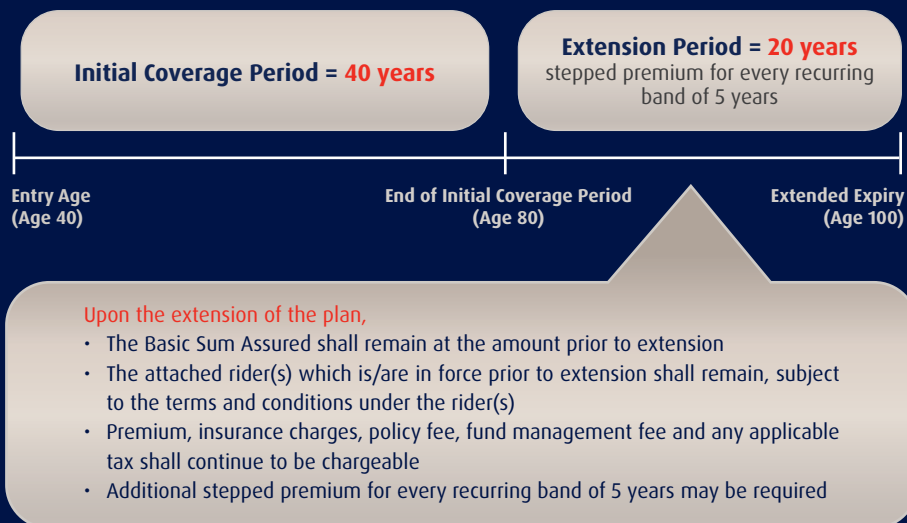 Initial Coverage Period = 40 years
Extension Period = 20 years
stepped premium for every recurring
band of 5 years
Entry Age
(Age 40)
End of Initial Coverage Period
(Age 80)
Extended Expiry
(Age 100)
Upon the extension of the plan,
• The Basic Sum Assured shall remain at the amount prior to extension
• The attached rider(s) which is/are in force prior to extension shall remain, subject
to the terms and conditions under the rider(s)
• Premium, insurance charges, policy fee, fund management fee and any applicable
tax shall continue to be chargeable
• Additional stepped premium for every recurring band of 5 years may be required